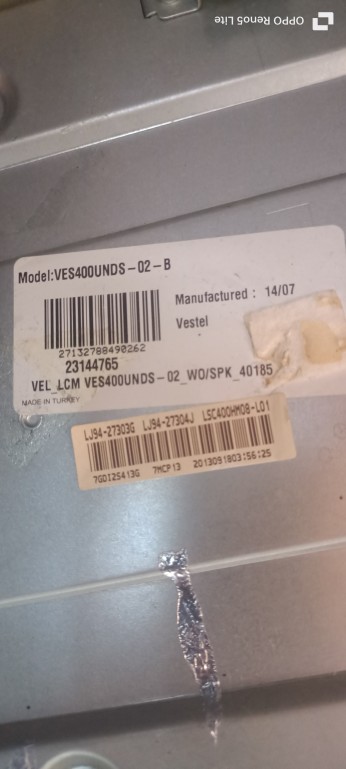 OPPO Reno5 Lite
Model:VES400UNDS-02-B
Manufactured : 14/07
Vestel
27132788490262
23144765
VEL_LCM VES400UNDS-02_WO/SPK_40185
MADE IN TURKEY
LJ94-27303G LJ94-27304J LSC400HM08-L01
7GDI25413G 7MCP13 2013091803:56:25